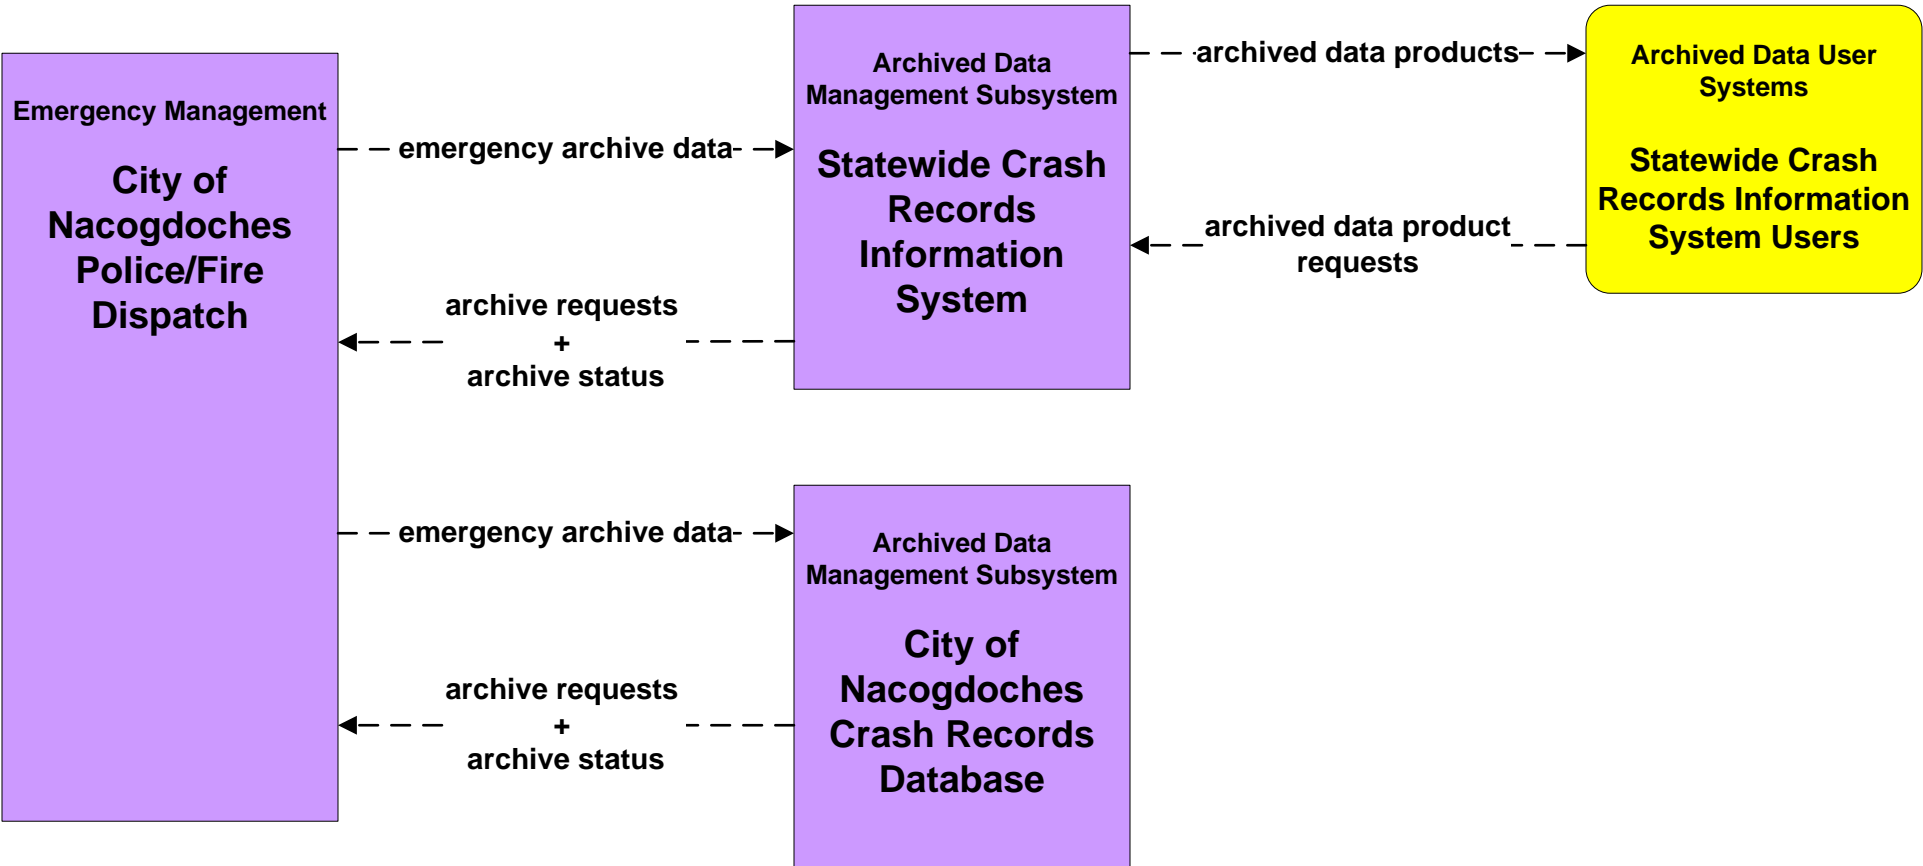 Emergency Management
City of
Nacogdoches
Police/Fire
Dispatch
emergency archive data
archive requests
+
archive status
emergency archive data
archive requests
+
archive status
Archived Data
Management Subsystem
Statewide Crash
Records
Information
System
Archived Data
Management Subsystem
City of
Nacogdoches
Crash Records
Database
archived data products
archived data product
requests
Archived Data User
Systems
Statewide Crash
Records Information
System Users